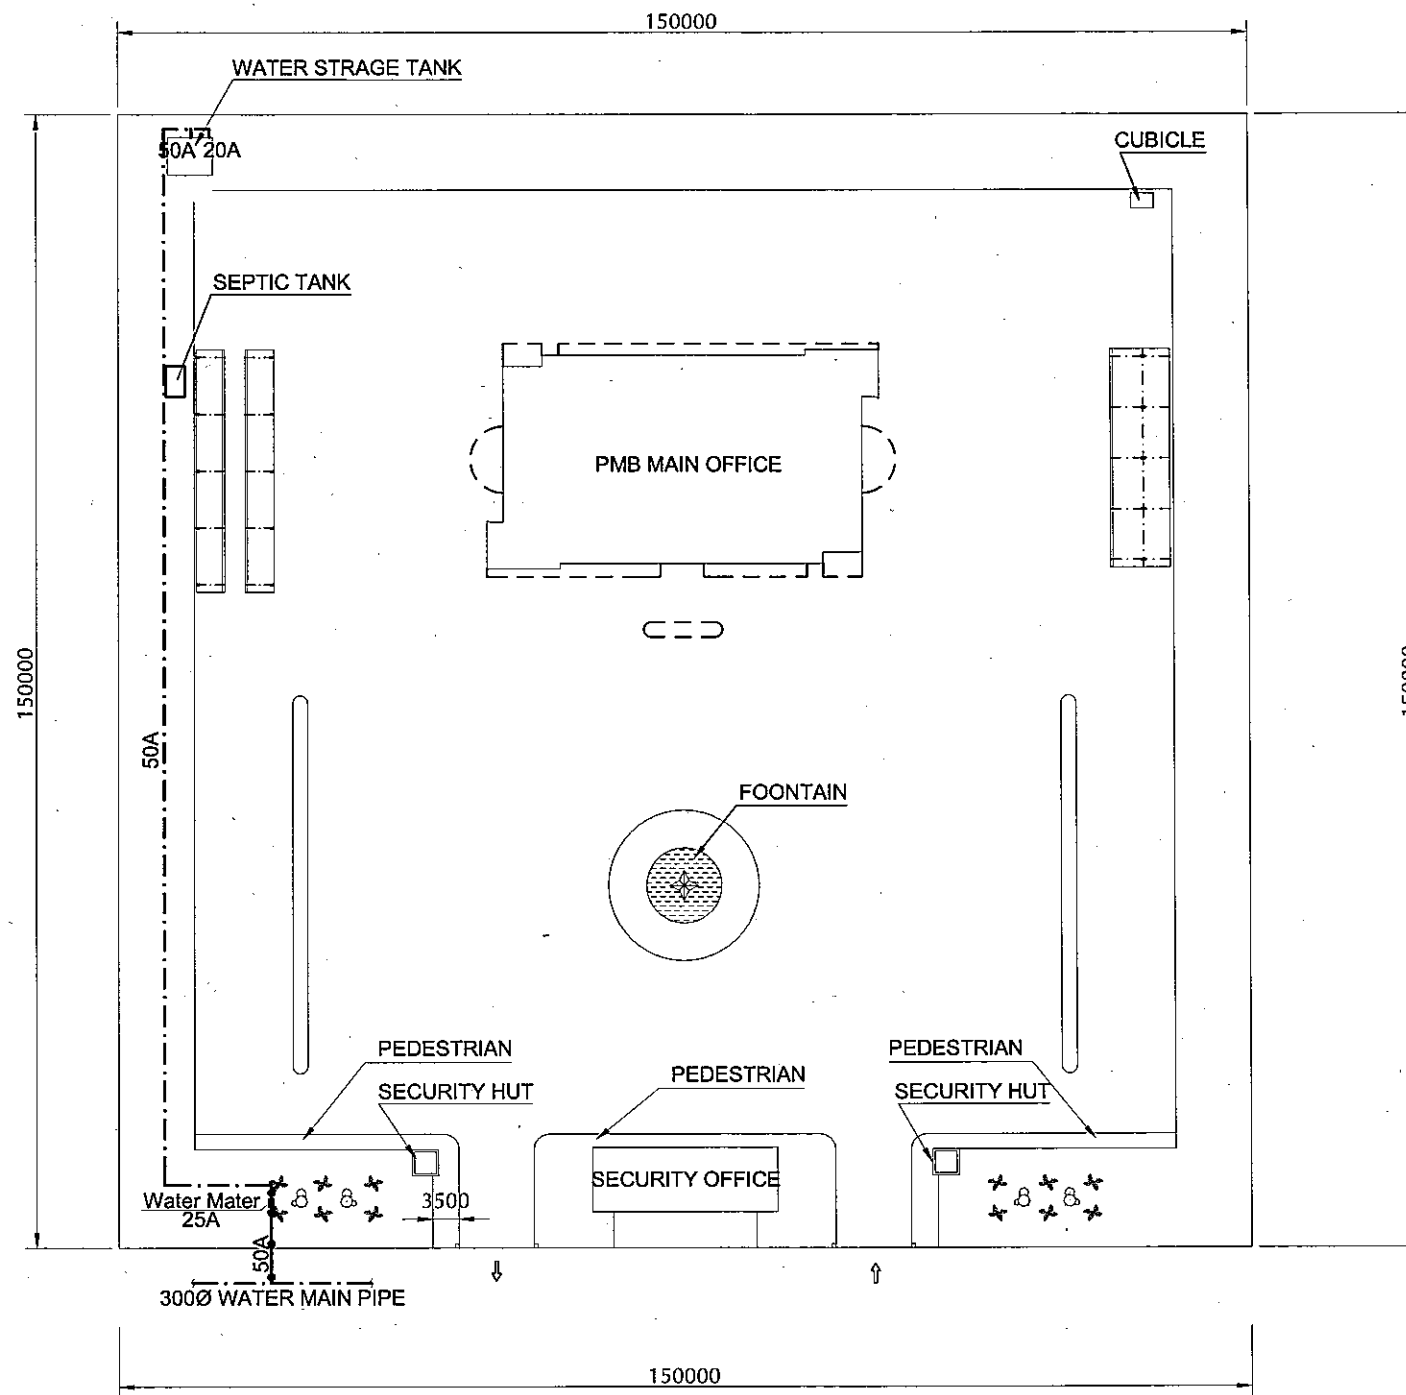 150000
WATER STRAGE TANK
50A 20A
CUBICLE
SEPTIC TANK
PMB MAIN OFFICE
150000
150000
50A
FOONTAIN
PEDESTRIAN
PEDESTRIAN
PEDESTRIAN
SECURITY HUT
SECURITY HUT
SECURITY OFFICE
Water Mater
25A
3500
50A
300Ø WATER MAIN PIPE
150000